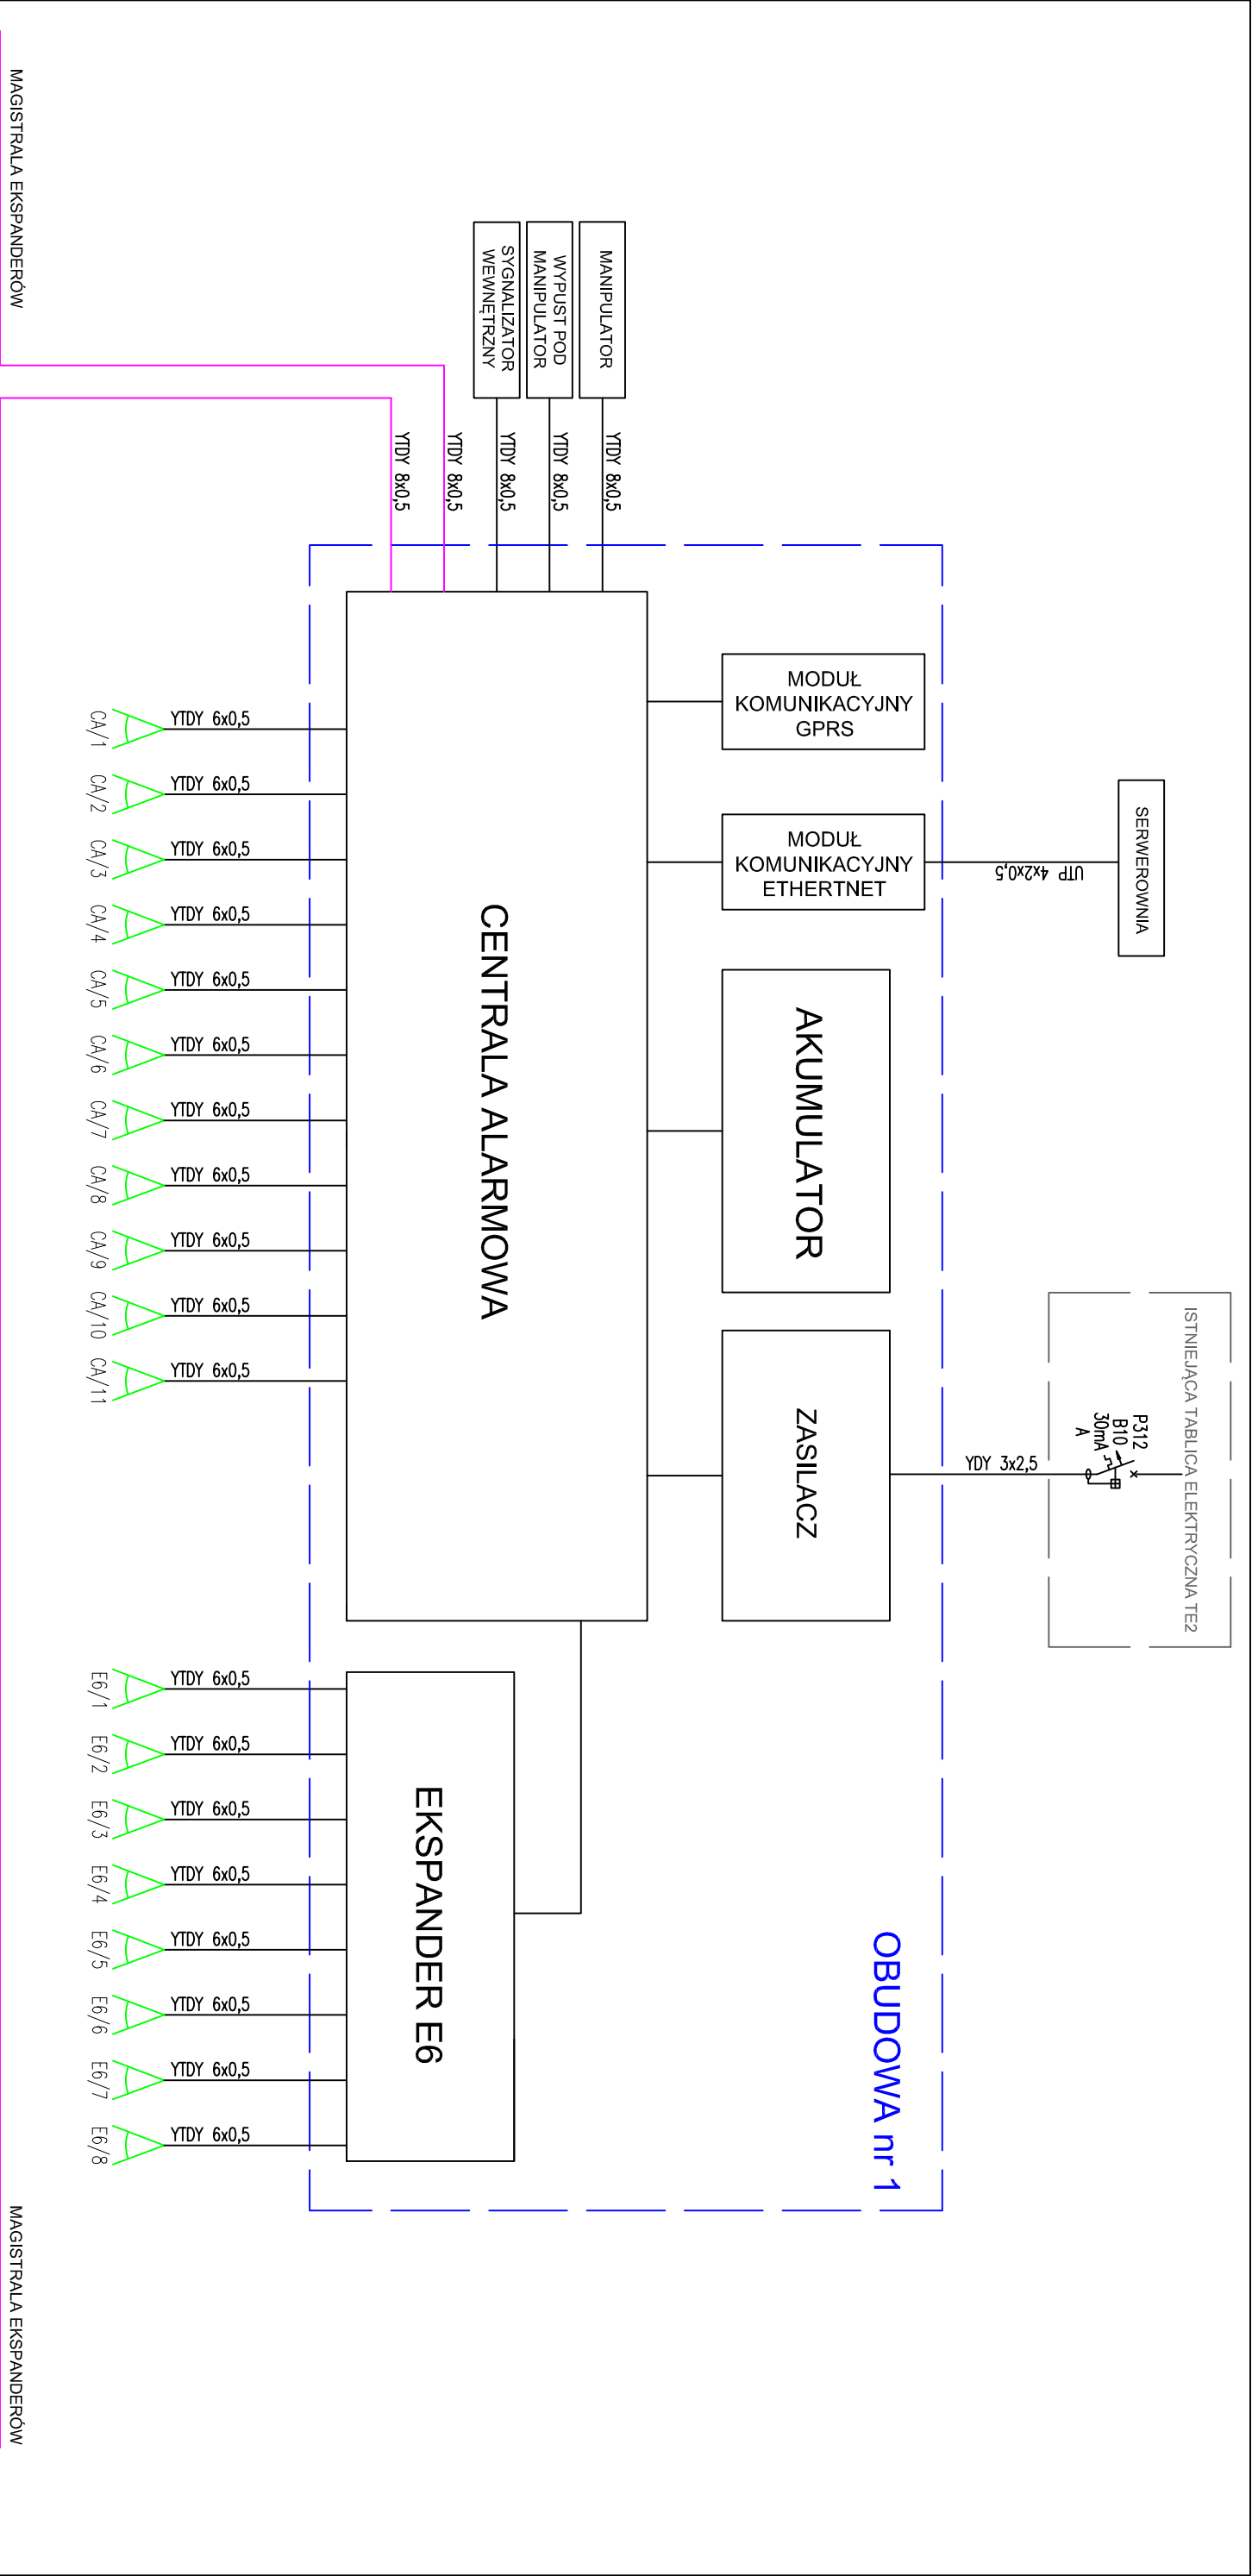 MAGISTRALA EKSPANDERÓW
MANIPULATOR
WYPUST POD
MANIPULATOR
SYGNALIZATOR
WEWNĘTRZNY
YTDY 8x0,5
YTDY 8x0,5
YTDY 8x0,5
YTDY 8x0,5
YTDY 8x0,5
MODUŁ
KOMUNIKACYJNY
GPRS
MODUŁ
KOMUNIKACYJNY
ETHERTNET
UTP 4x2x0,5
SERWEROWNIA
AKUMULATOR
ZASILACZ
YDY 3x2,5
ISTNIEJĄCA TABLICA ELEKTRYCZNA TE2
P312
B10
30mA
A
CENTRALA ALARMOWA
OBUDOWA nr 1
EKSPANDER E6
YTDY 6x0,5
CA/1
YTDY 6x0,5
CA/2
YTDY 6x0,5
CA/3
YTDY 6x0,5
CA/4
YTDY 6x0,5
CA/5
YTDY 6x0,5
CA/6
YTDY 6x0,5
CA/7
YTDY 6x0,5
CA/8
YTDY 6x0,5
CA/9
YTDY 6x0,5
CA/10
YTDY 6x0,5
CA/11
YTDY 6x0,5
E6/1
YTDY 6x0,5
E6/2
YTDY 6x0,5
E6/3
YTDY 6x0,5
E6/4
YTDY 6x0,5
E6/5
YTDY 6x0,5
E6/6
YTDY 6x0,5
E6/7
YTDY 6x0,5
E6/8
MAGISTRALA EKSPANDERÓW